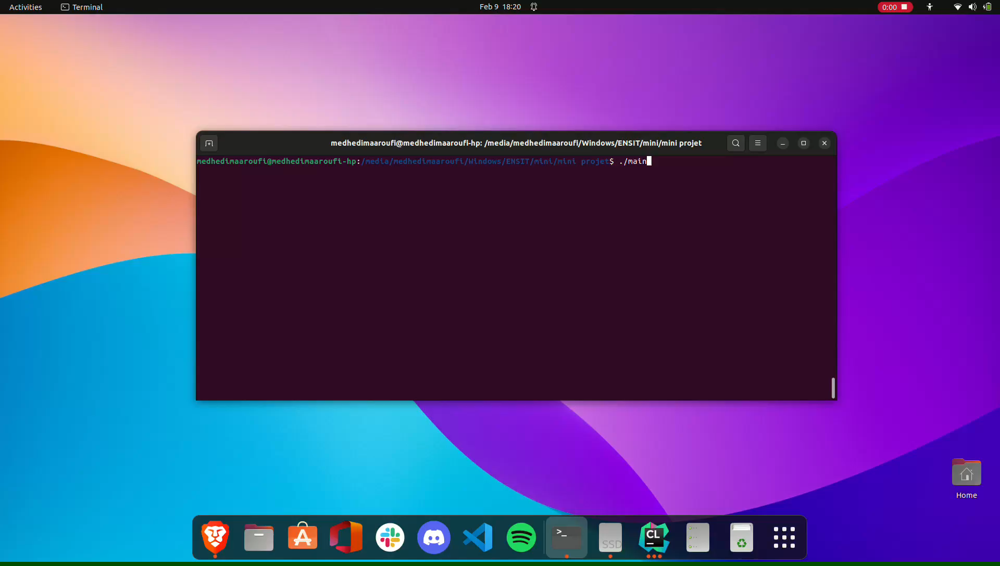 Activities
Terminal
Feb 9 18:20
0:00
medhedimaaroufi@medhedimaaroufi-hp: /media/medhedimaaroufi/Windows/ENSIT/mini/mini projet
medhedimaaroufi@medhedimaaroufi-hp:/media/medhedimaaroufi/Windows/ENSIT/mini/mini projet$ ./main
Home
>_
SSD
CL